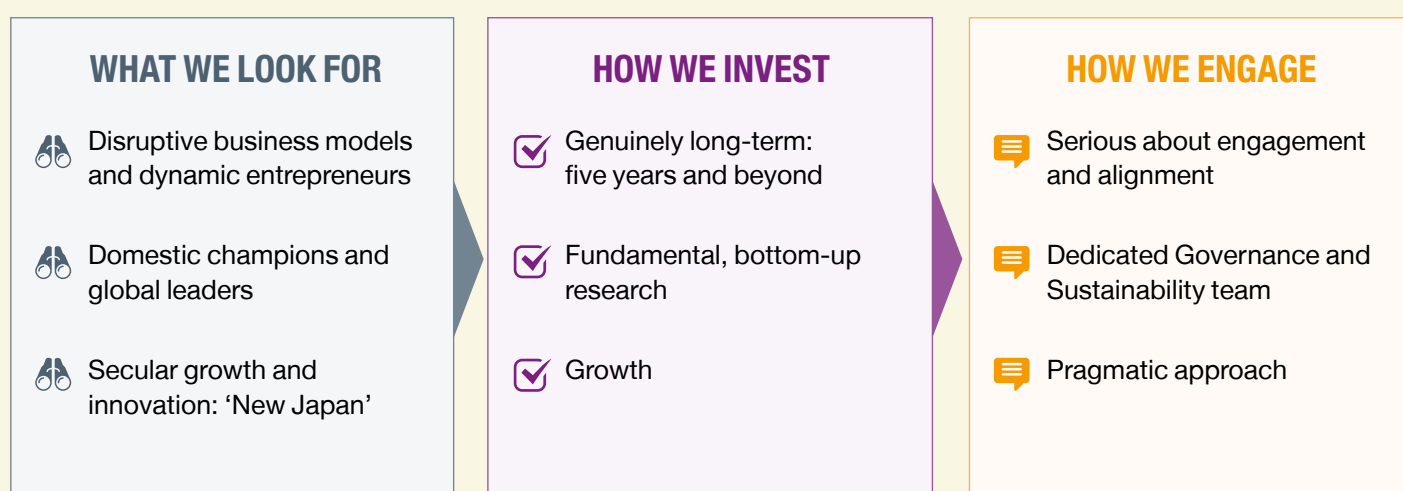 WHAT WE LOOK FOR
Disruptive business models
and dynamic entrepreneurs
Domestic champions and
global leaders
Secular growth and
innovation: ‘New Japan’
HOW WE INVEST
Genuinely long-term:
five years and beyond
Fundamental, bottom-up
research
Growth
HOW WE ENGAGE
Serious about engagement
and alignment
Dedicated Governance and
Sustainability team
Pragmatic approach